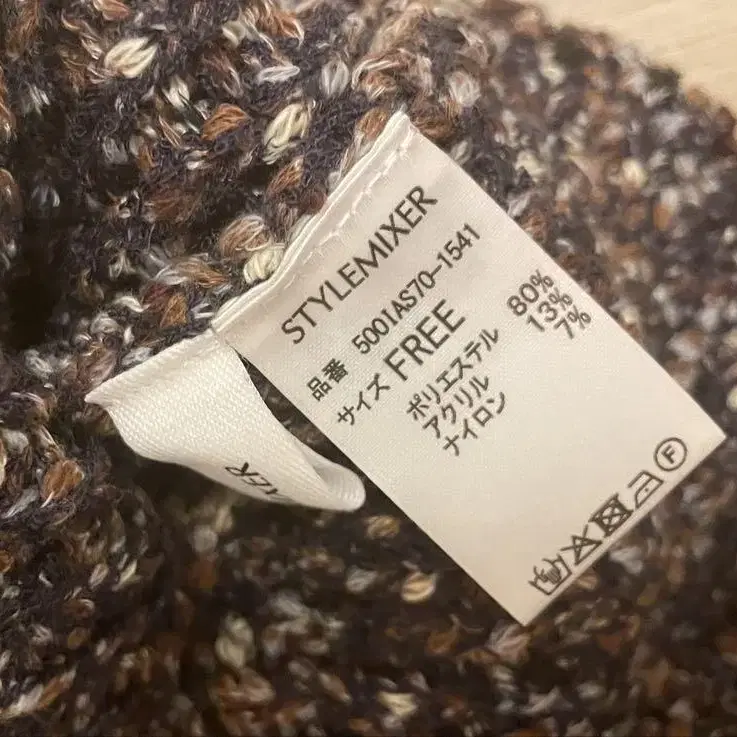 STYLEMIXER
品番 5001AS70-1541
サイズ FREE
ポリエステル 80%
アクリル 13%
ナイロン 7%
F